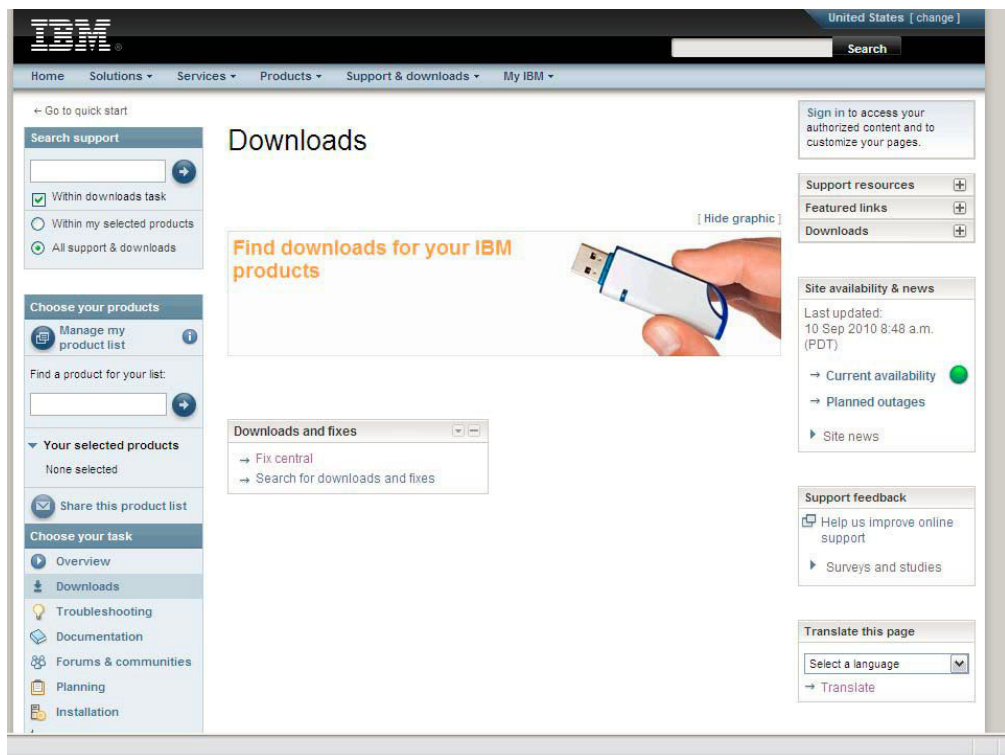 United States [ change ]
IBM®
Search
Home Solutions Services Products Support & downloads My IBM
← Go to quick start
Search support
Within downloads task
Within my selected products
All support & downloads
Choose your products
Manage my
product list
Find a product for your list:
Your selected products
None selected
Share this product list
Choose your task
Overview
Downloads
Troubleshooting
Documentation
Forums & communities
Planning
Installation
Downloads
[ Hide graphic ]
Find downloads for your IBM
products
Downloads and fixes
→ Fix central
→ Search for downloads and fixes
Sign in to access your
authorized content and to
customize your pages.
Support resources
Featured links
Downloads
Site availability & news
Last updated:
10 Sep 2010 8:48 a.m.
(PDT)
→ Current availability
→ Planned outages
Site news
Support feedback
Help us improve online
support
Surveys and studies
Translate this page
Select a language
→ Translate